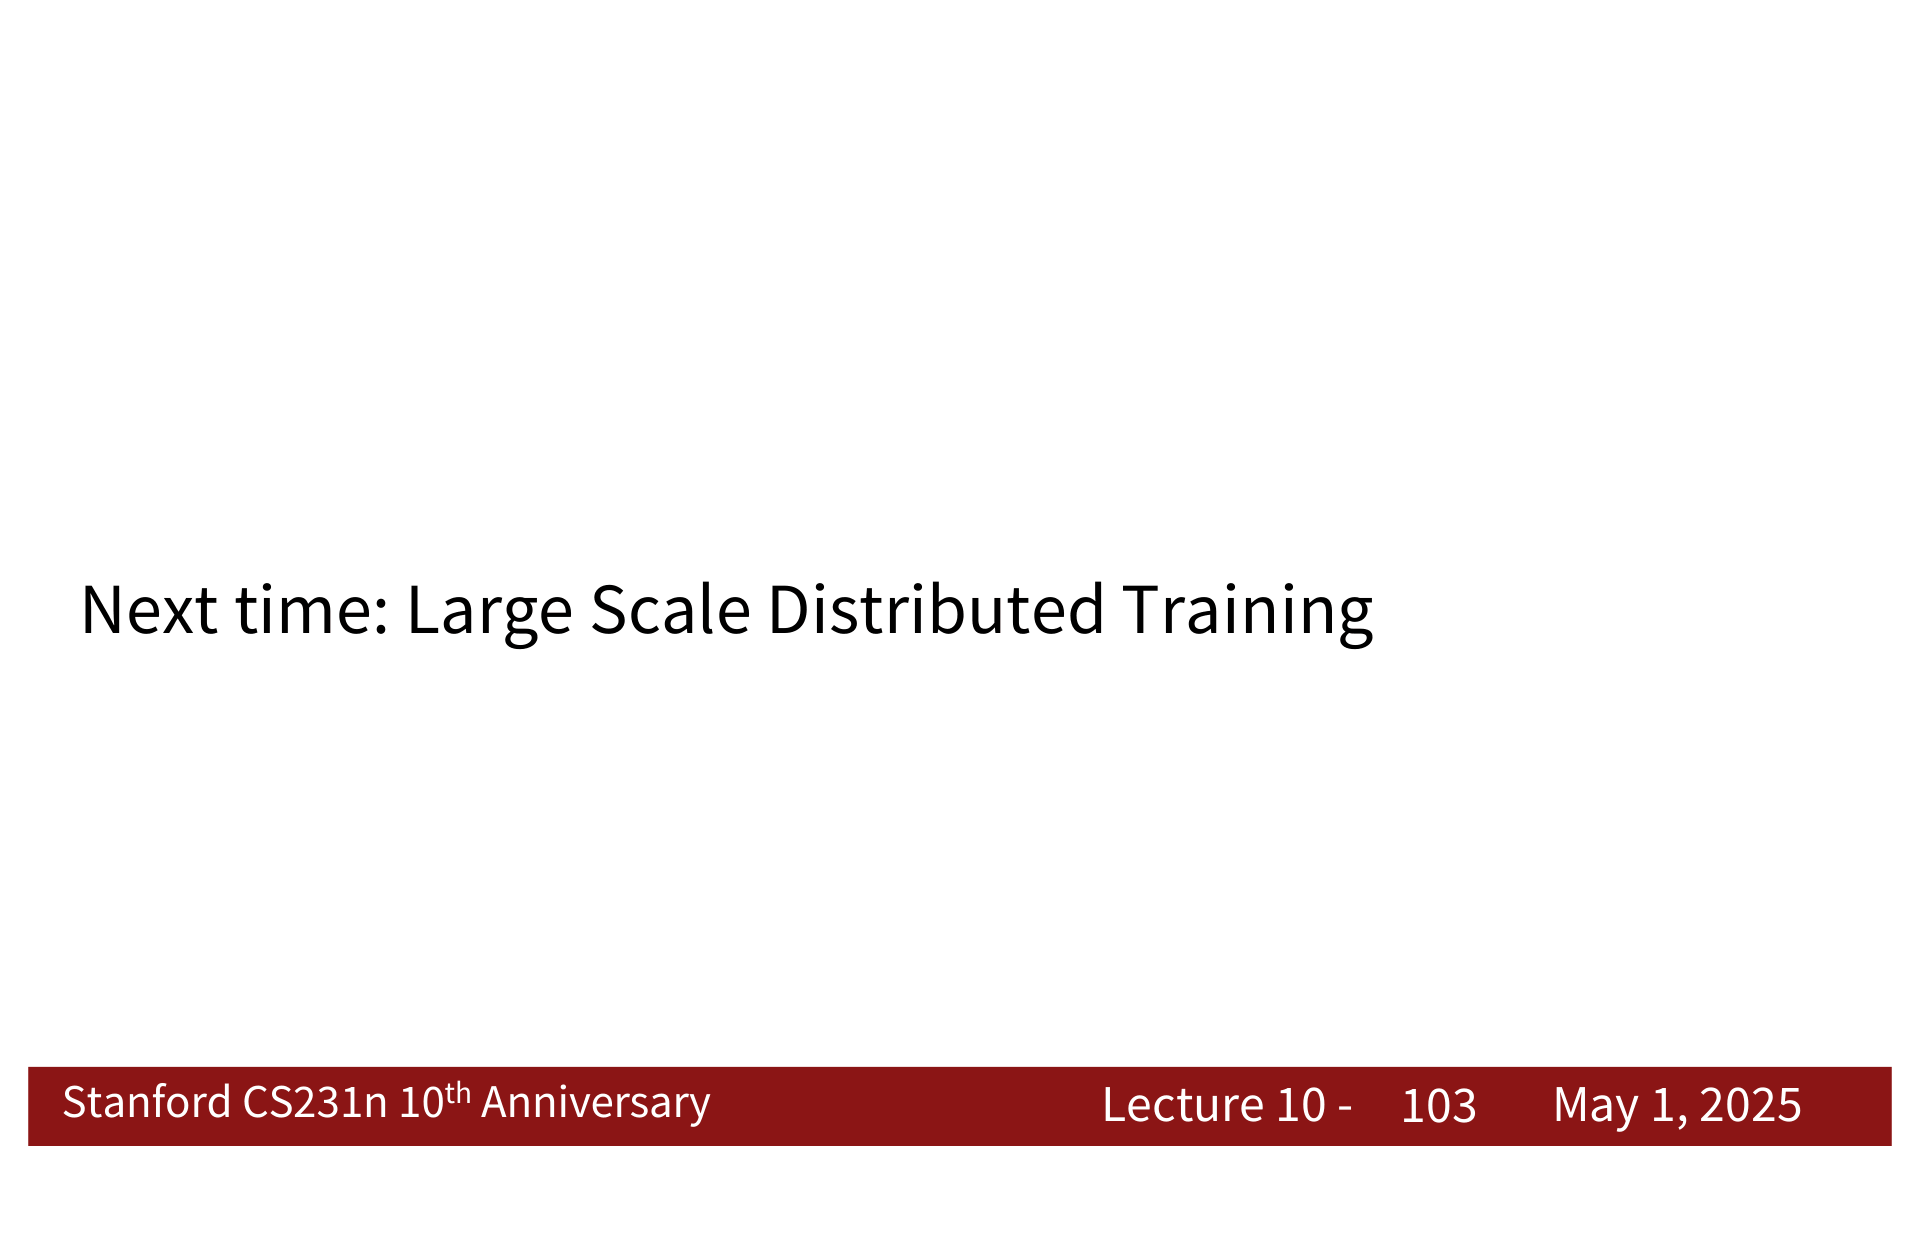 Next time: Large Scale Distributed Training
Stanford CS231n 10th Anniversary
Lecture 10 - 103
May 1, 2025